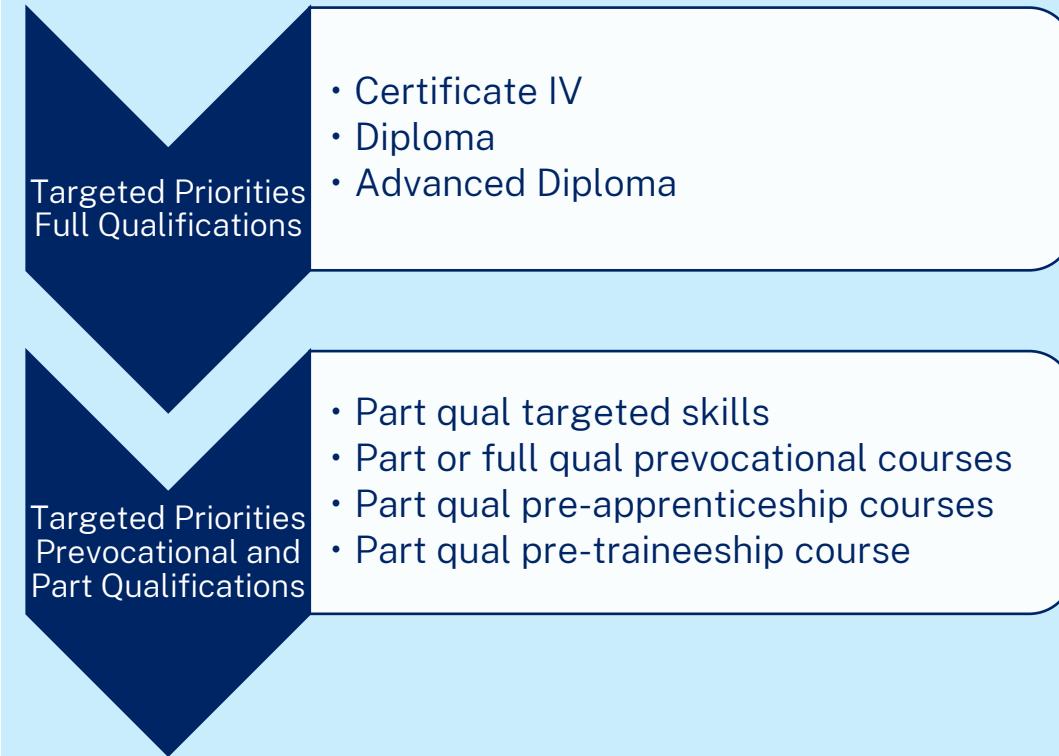 Targeted Priorities
Full Qualifications
• Certificate IV
• Diploma
• Advanced Diploma
Targeted Priorities
Prevocational and
Part Qualifications
• Part qual targeted skills
• Part or full qual prevocational courses
• Part qual pre-apprenticeship courses
• Part qual pre-traineeship course